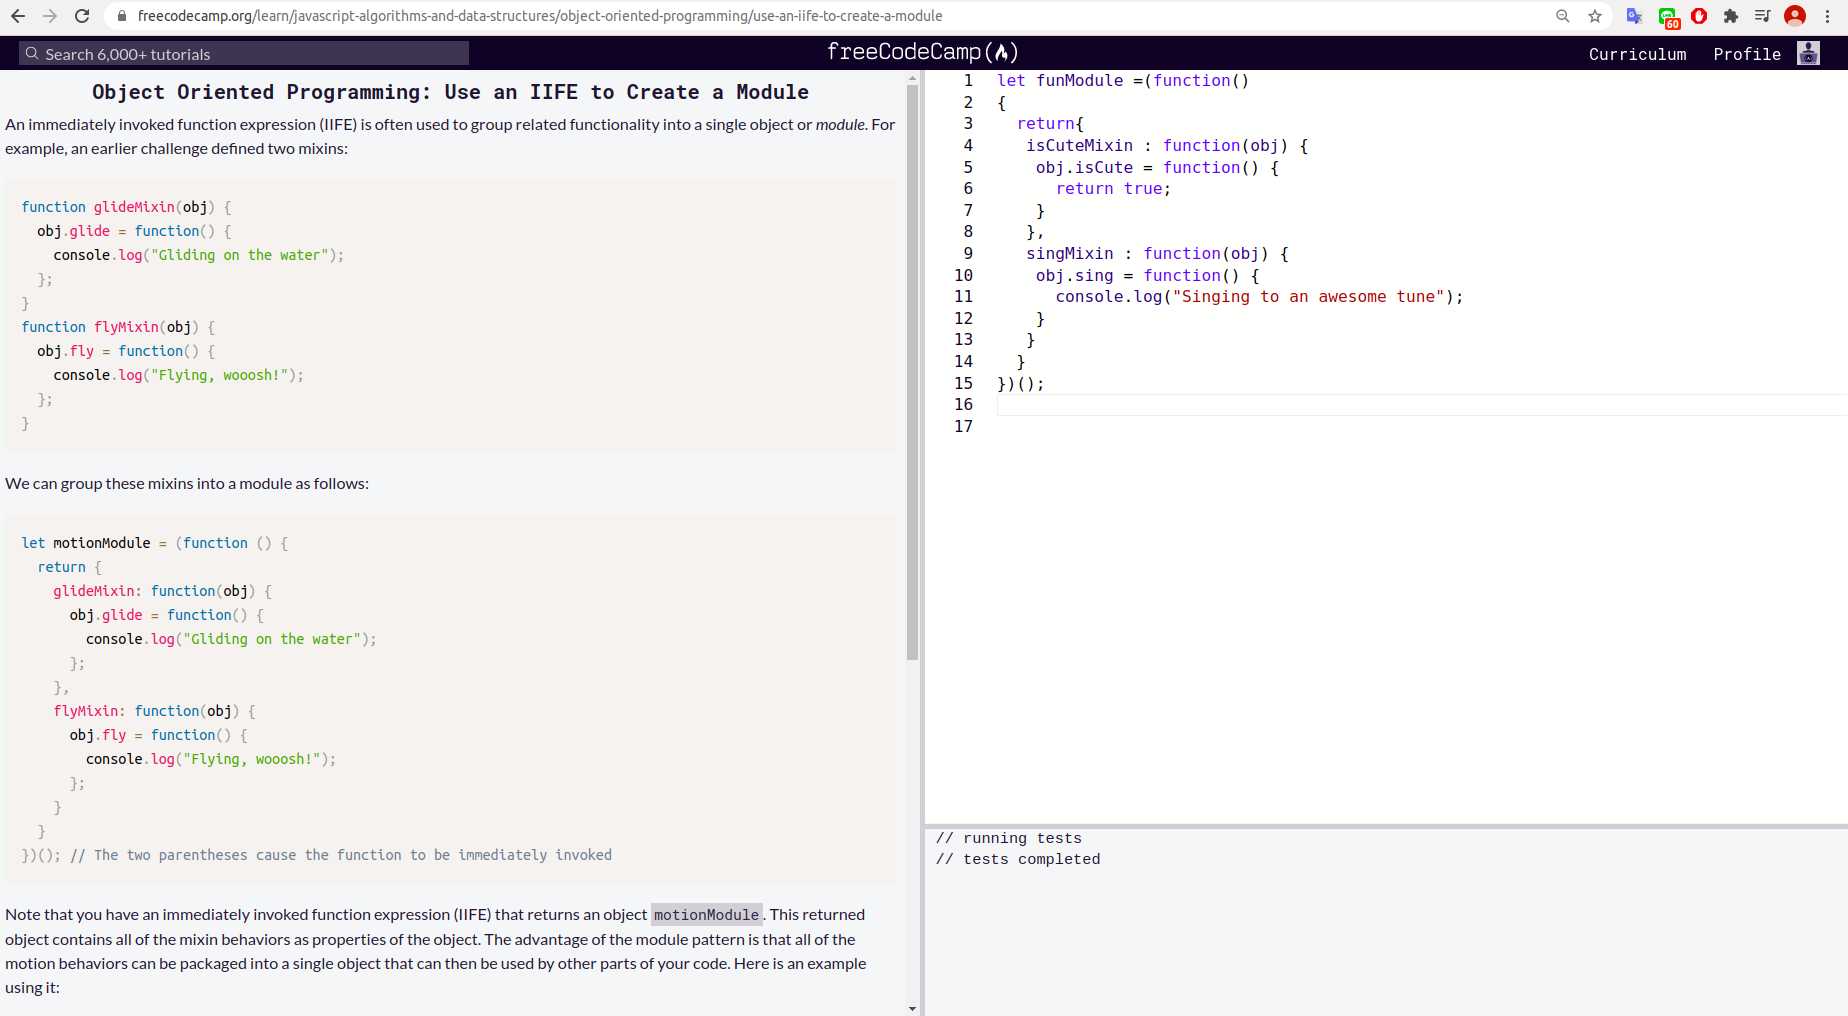 freecodecamp.org/learn/javascript-algorithms-and-data-structures/object-oriented-programming/use-an-iife-to-create-a-module
60
Search 6,000+ tutorials
freeCodeCamp(🔥)
Curriculum
Profile
Object Oriented Programming: Use an IIFE to Create a Module
An immediately invoked function expression (IIFE) is often used to group related functionality into a single object or module. For
example, an earlier challenge defined two mixins:
function glideMixin(obj) {
  obj.glide = function() {
    console.log("Gliding on the water");
  };
}
function flyMixin(obj) {
  obj.fly = function() {
    console.log("Flying, wooosh!");
  };
}
We can group these mixins into a module as follows:
let motionModule = (function () {
  return {
    glideMixin: function(obj) {
      obj.glide = function() {
        console.log("Gliding on the water");
      };
    },
    flyMixin: function(obj) {
      obj.fly = function() {
        console.log("Flying, wooosh!");
      };
    }
  }
})(); // The two parentheses cause the function to be immediately invoked
Note that you have an immediately invoked function expression (IIFE) that returns an object motionModule. This returned
object contains all of the mixin behaviors as properties of the object. The advantage of the module pattern is that all of the
motion behaviors can be packaged into a single object that can then be used by other parts of your code. Here is an example
using it:
1 let funModule =(function()
2 {
3   return{
4    isCuteMixin : function(obj) {
5     obj.isCute = function() {
6       return true;
7     }
8    },
9    singMixin : function(obj) {
10     obj.sing = function() {
11       console.log("Singing to an awesome tune");
12     }
13    }
14   }
15 })();
16
17
// running tests
// tests completed